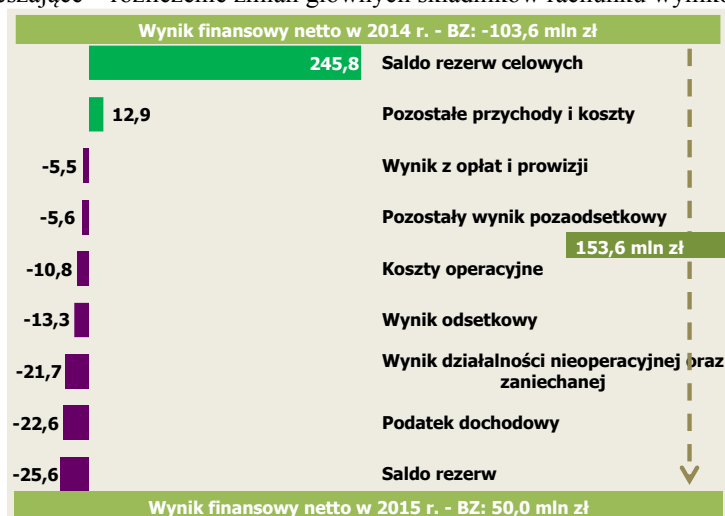 Wynik finansowy netto w 2014 r. - BZ: -103,6 mln zł
245,8 Saldo rezerw celowych
12,9 Pozostałe przychody i koszty
-5,5 Wynik z opłat i prowizji
-5,6 Pozostały wynik pozaodsetkowy
153,6 mln zł
-10,8 Koszty operacyjne
-13,3 Wynik odsetkowy
-21,7 Wynik działalności nieoperacyjnej oraz
zaniechanej
-22,6 Podatek dochodowy
-25,6 Saldo rezerw
Wynik finansowy netto w 2015 r. - BZ: 50,0 mln zł